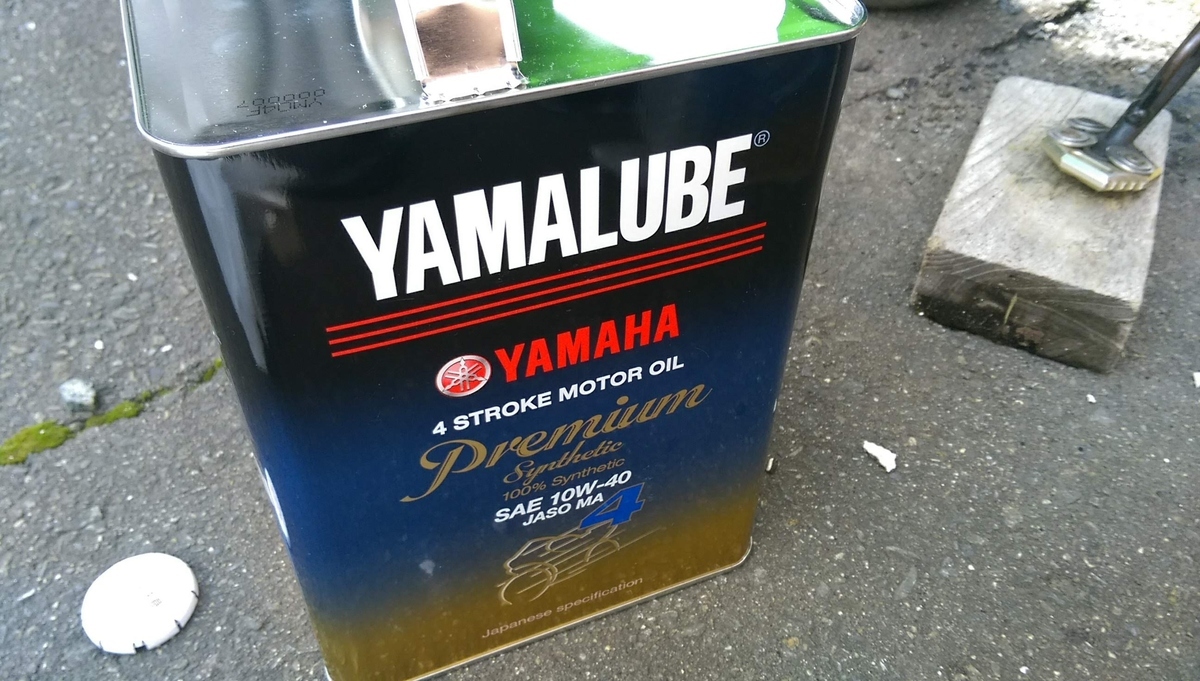 YAMALUBE®
YAMAHA
4 STROKE MOTOR OIL
Premium
Synthetic
100% Synthetic
SAE 10W-40
JASO MA
4
Japanese specification